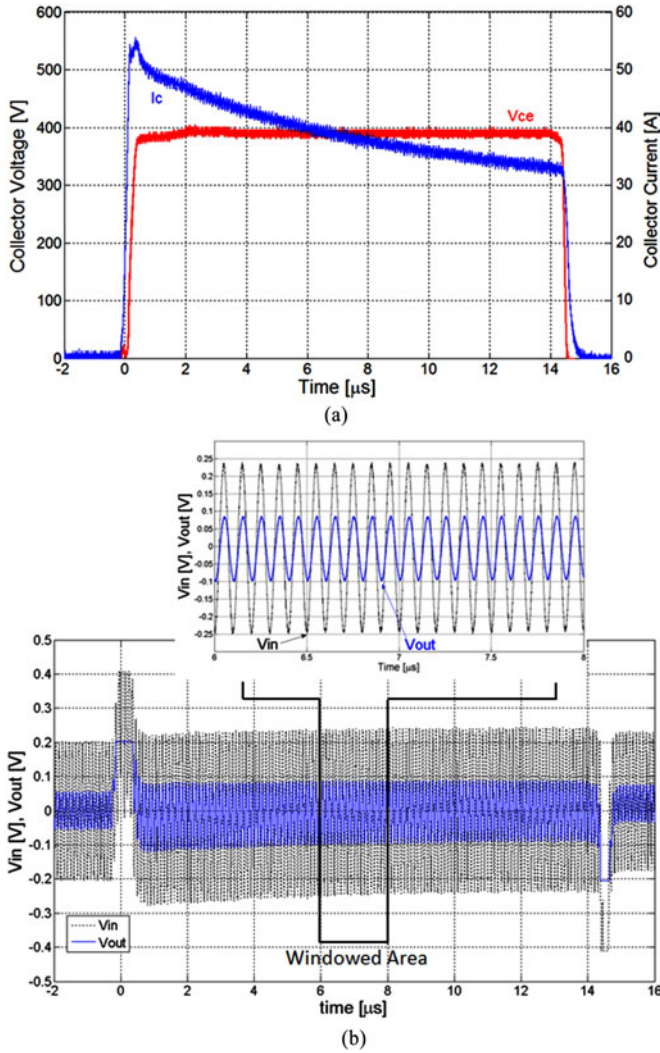 600
60
500
50
400
40
300
30
200
20
100
10
0
0
Collector Voltage [V]
Collector Current [A]
Ic
Vce
-2 0 2 4 6 8 10 12 14 16
Time [μs]
(a)
0.25
0.2
0.15
0.1
0.05
0
-0.05
-0.1
-0.15
-0.2
-0.25
Vin [V], Vout [V]
Vin
Vout
6 6.5 7 7.5 8
Time [μs]
0.5
0.4
0.3
0.2
0.1
0
-0.1
-0.2
-0.3
-0.4
-0.5
Vin [V], Vout [V]
Vin
Vout
Windowed Area
-2 0 2 4 6 8 10 12 14 16
time [μs]
(b)